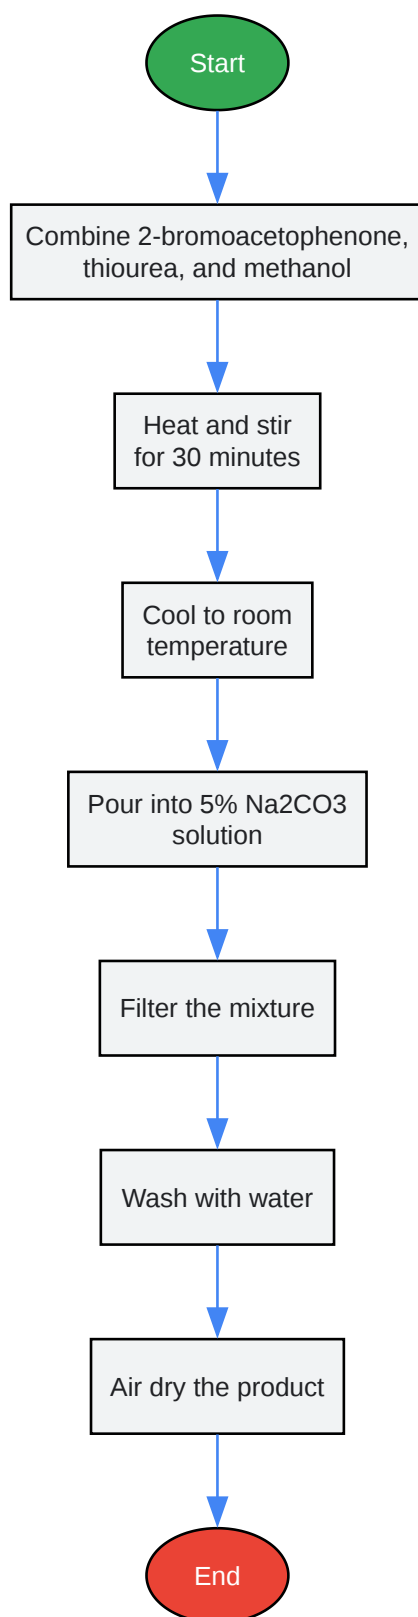 Start
Combine 2-bromoacetophenone,
thiourea, and methanol
Heat and stir
for 30 minutes
Cool to room
temperature
Pour into 5% Na2CO3
solution
Filter the mixture
Wash with water
Air dry the product
End